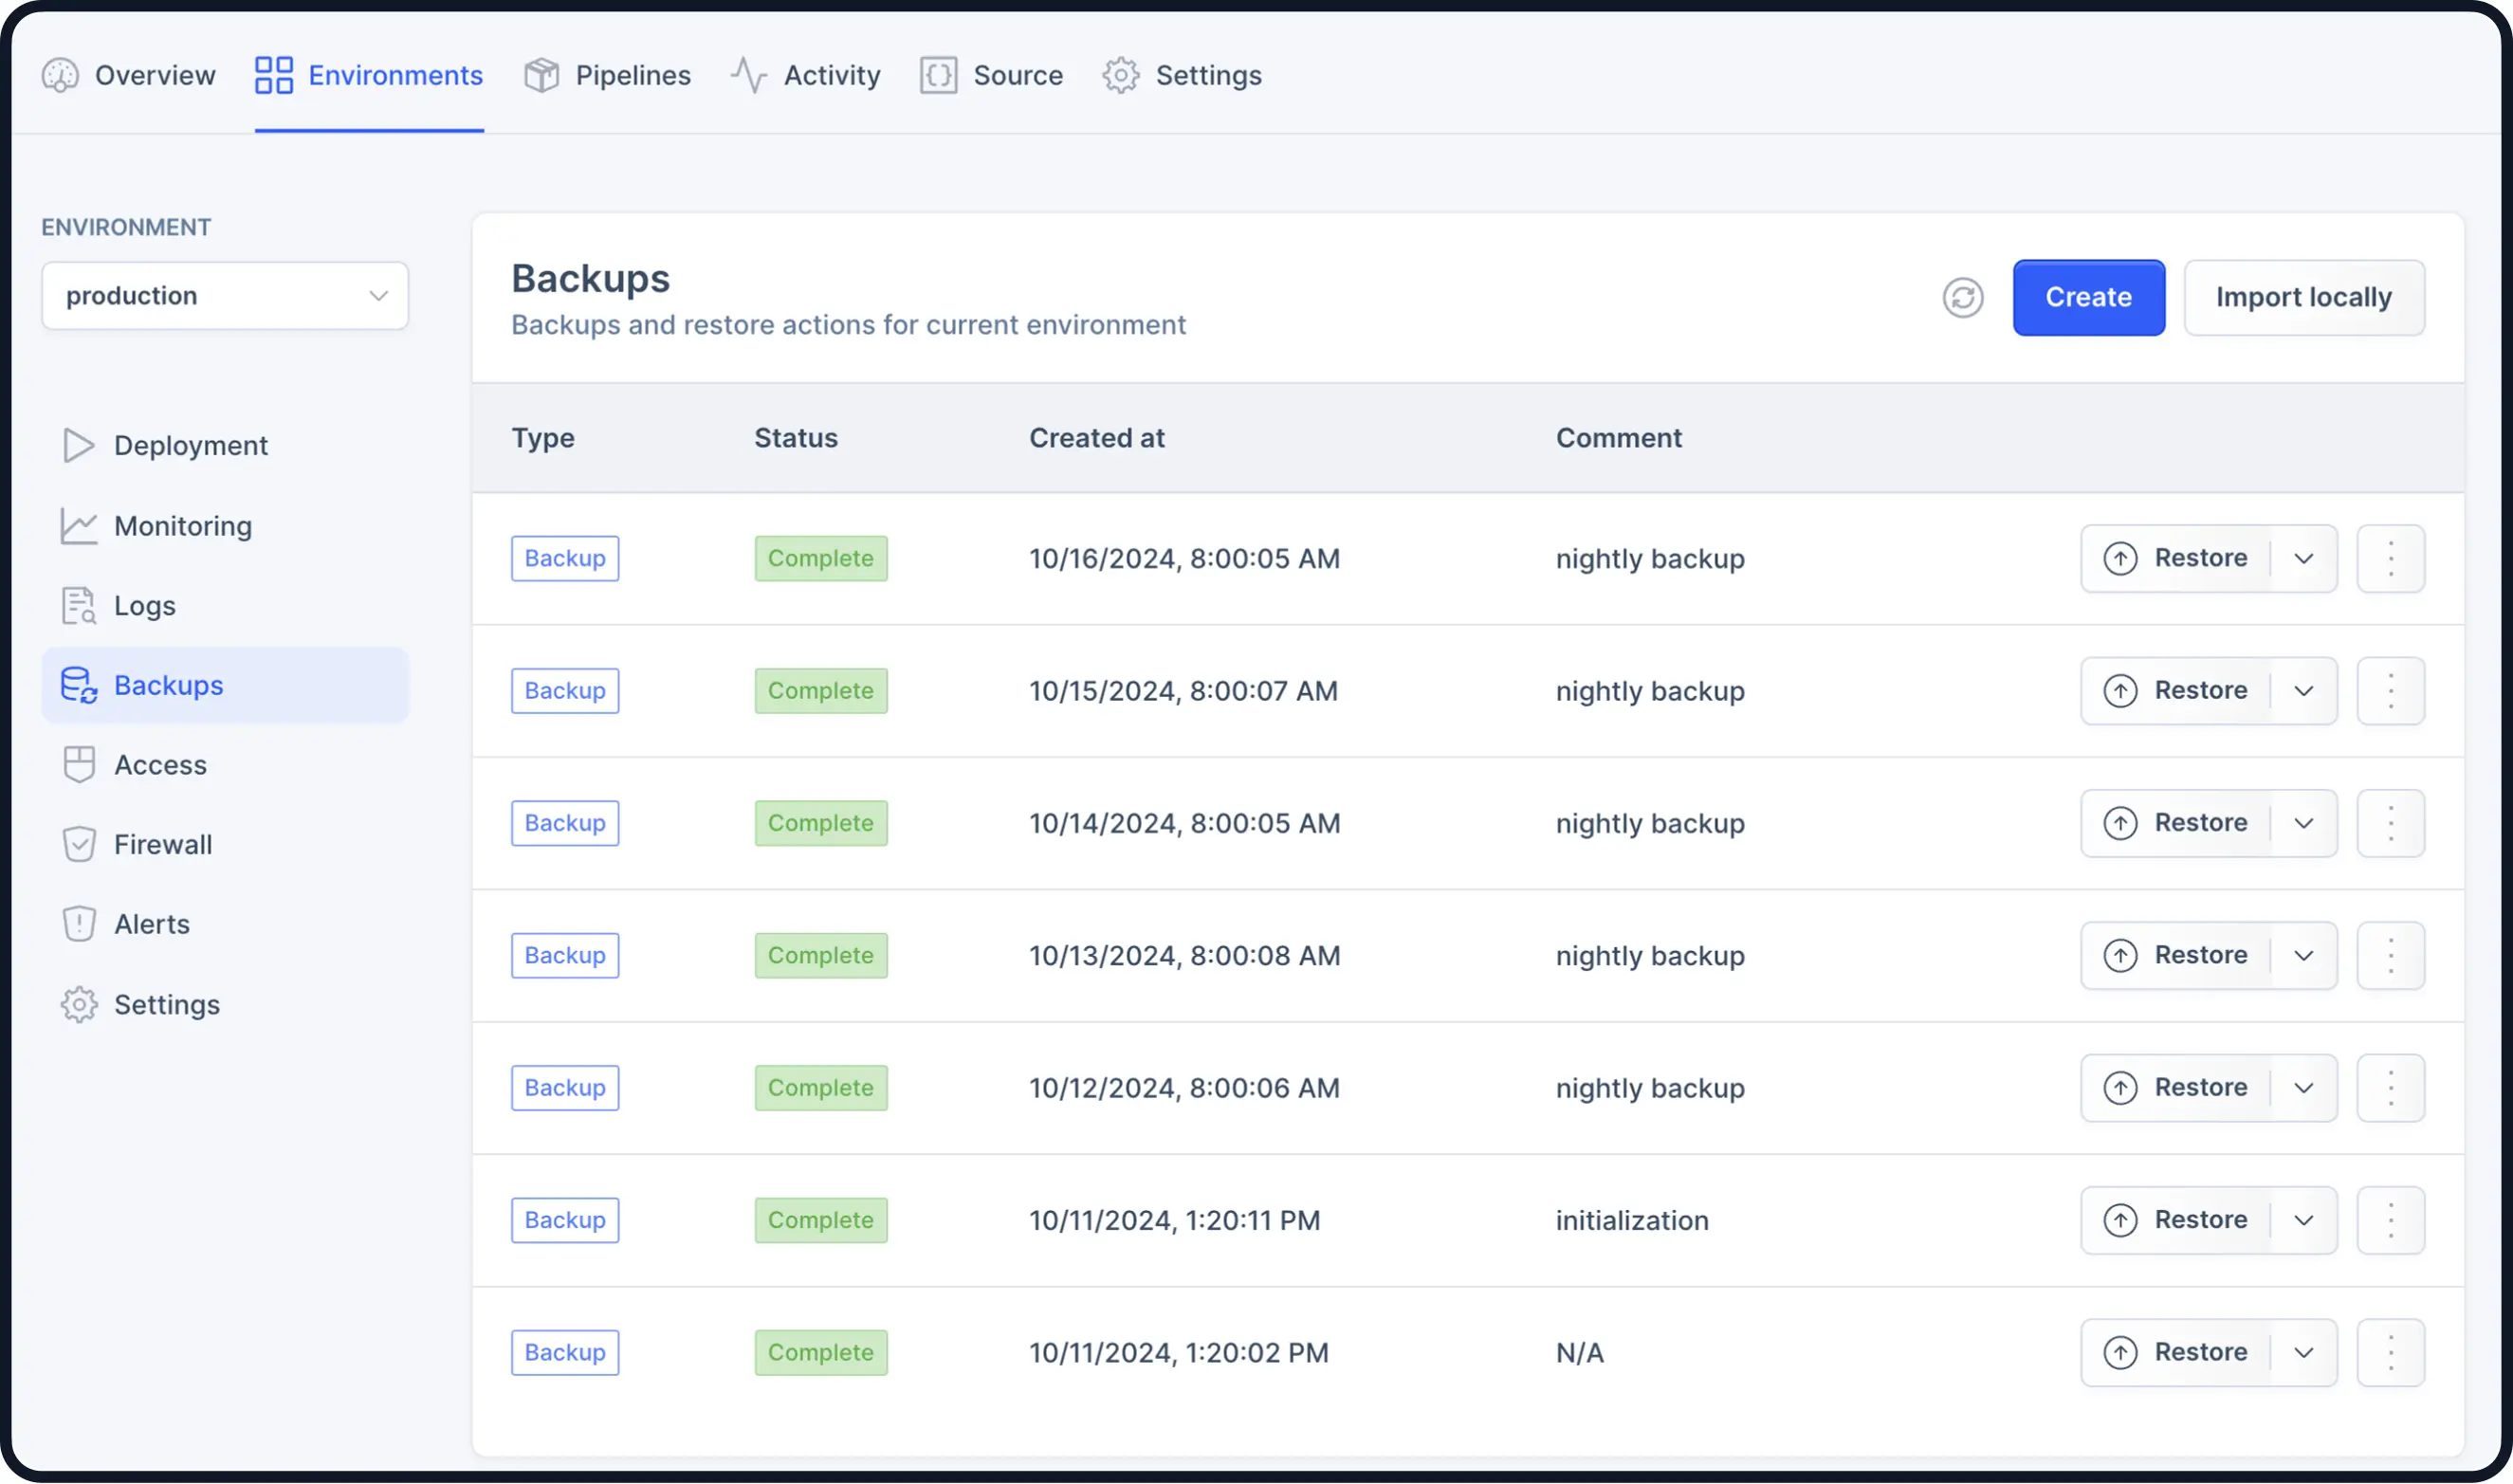 Overview Environments Pipelines Activity Source Settings
ENVIRONMENT
production
Deployment
Monitoring
Logs
Backups
Access
Firewall
Alerts
Settings
Backups
Backups and restore actions for current environment
Create Import locally
Type Status Created at Comment
Backup Complete 10/16/2024, 8:00:05 AM nightly backup Restore
Backup Complete 10/15/2024, 8:00:07 AM nightly backup Restore
Backup Complete 10/14/2024, 8:00:05 AM nightly backup Restore
Backup Complete 10/13/2024, 8:00:08 AM nightly backup Restore
Backup Complete 10/12/2024, 8:00:06 AM nightly backup Restore
Backup Complete 10/11/2024, 1:20:11 PM initialization Restore
Backup Complete 10/11/2024, 1:20:02 PM N/A Restore